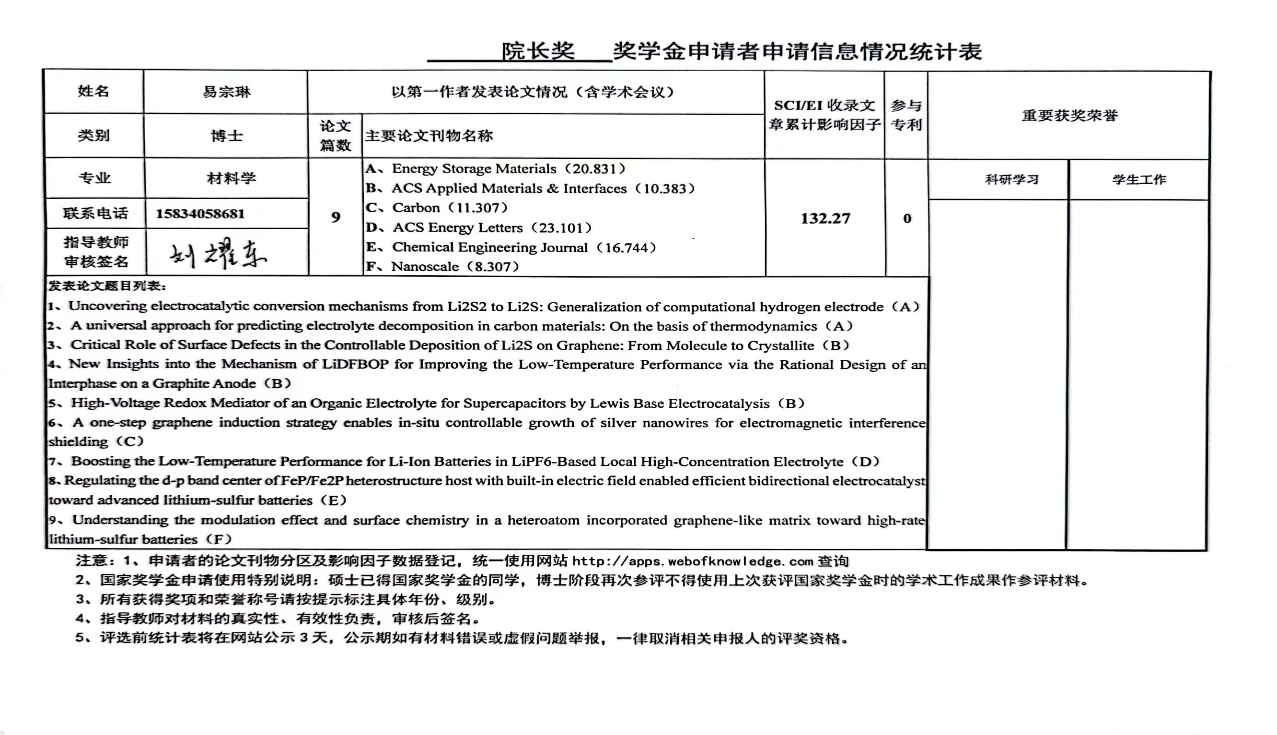 院长奖 奖学金申请者申请信息情况统计表
姓名 易宗琳 以第一作者发表论文情况（含学术会议） SCI/EI 收录文章累计影响因子 参与专利 重要获奖荣誉
类别 博士 论文篇数 主要论文刊物名称
专业 材料学 科研学习 学生工作
联系电话 15834058681
指导教师审核签名 刘耀东
9
A、Energy Storage Materials（20.831）
B、ACS Applied Materials & Interfaces（10.383）
C、Carbon（11.307）
D、ACS Energy Letters（23.101）
E、Chemical Engineering Journal（16.744）
F、Nanoscale（8.307）
132.27 0
发表论文题目列表：
1、Uncovering electrocatalytic conversion mechanisms from Li2S2 to Li2S: Generalization of computational hydrogen electrode（A）
2、A universal approach for predicting electrolyte decomposition in carbon materials: On the basis of thermodynamics（A）
3、Critical Role of Surface Defects in the Controllable Deposition of Li2S on Graphene: From Molecule to Crystallite（B）
4、New Insights into the Mechanism of LiDFBOP for Improving the Low-Temperature Performance via the Rational Design of an
Interphase on a Graphite Anode（B）
5、High-Voltage Redox Mediator of an Organic Electrolyte for Supercapacitors by Lewis Base Electrocatalysis（B）
6、A one-step graphene induction strategy enables in-situ controllable growth of silver nanowires for electromagnetic interference
shielding（C）
7、Boosting the Low-Temperature Performance for Li-Ion Batteries in LiPF6-Based Local High-Concentration Electrolyte（D）
8、Regulating the d-p band center of FeP/Fe2P heterostructure host with built-in electric field enabled efficient bidirectional electrocatalyst
toward advanced lithium-sulfur batteries（E）
9、Understanding the modulation effect and surface chemistry in a heteroatom incorporated graphene-like matrix toward high-rate
lithium-sulfur batteries（F）
注意：1、申请者的论文刊物分区及影响因子数据登记，统一使用网站 http://apps.webofknowledge.com 查询
2、国家奖学金申请使用特别说明：硕士已得国家奖学金的同学，博士阶段再次参评不得使用上次获评国家奖学金时的学术工作成果作参评材料。
3、所有获得奖项和荣誉称号请按提示标注具体年份、级别。
4、指导教师对材料的真实性、有效性负责，审核后签名。
5、评选前统计表将在网站公示 3 天，公示期如有材料错误或虚假问题举报，一律取消相关申报人的评奖资格。